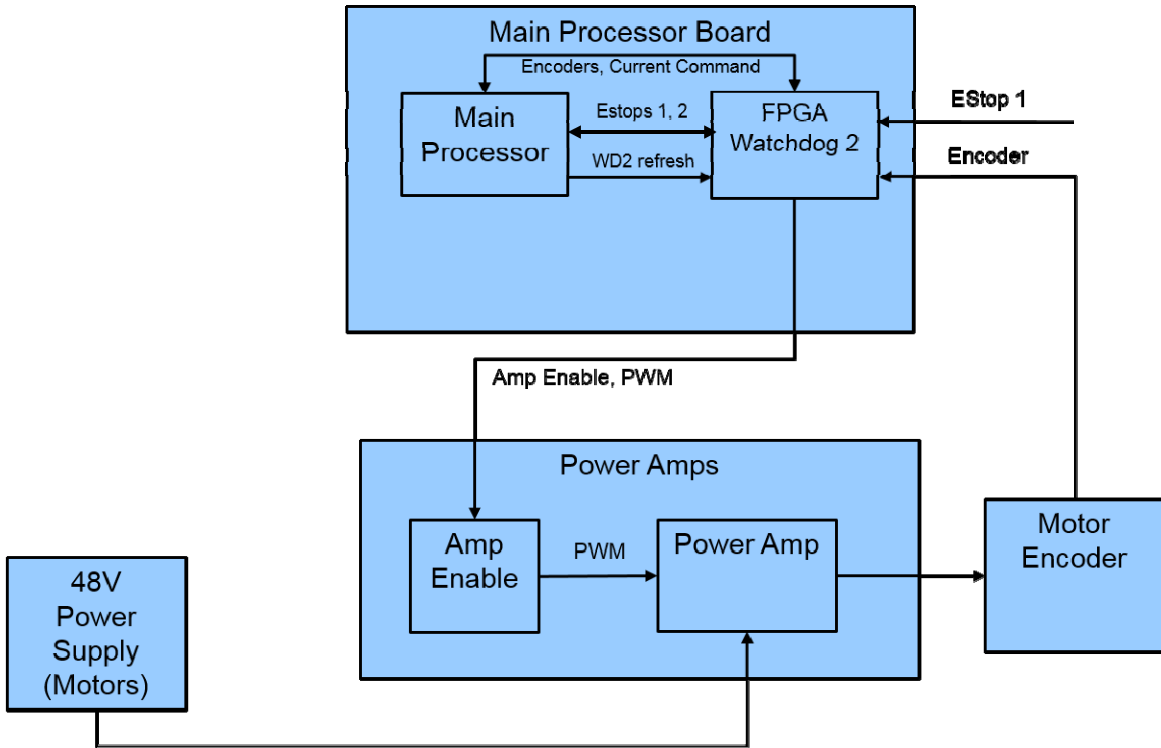 Main Processor Board
Encoders, Current Command
Main
Processor
Estops 1, 2
WD2 refresh
FPGA
Watchdog 2
EStop 1
Encoder
Amp Enable, PWM
Power Amps
Amp
Enable
PWM
Power Amp
Motor
Encoder
48V
Power
Supply
(Motors)